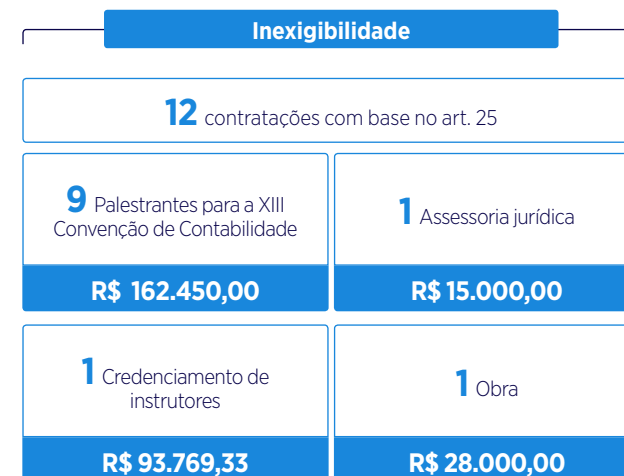 Inexigibilidade
12 contratações com base no art. 25
9 Palestrantes para a XIII
Convenção de Contabilidade
R$ 162.450,00
1 Assessoria jurídica
R$ 15.000,00
1 Credenciamento de
instrutores
R$ 93.769,33
1 Obra
R$ 28.000,00